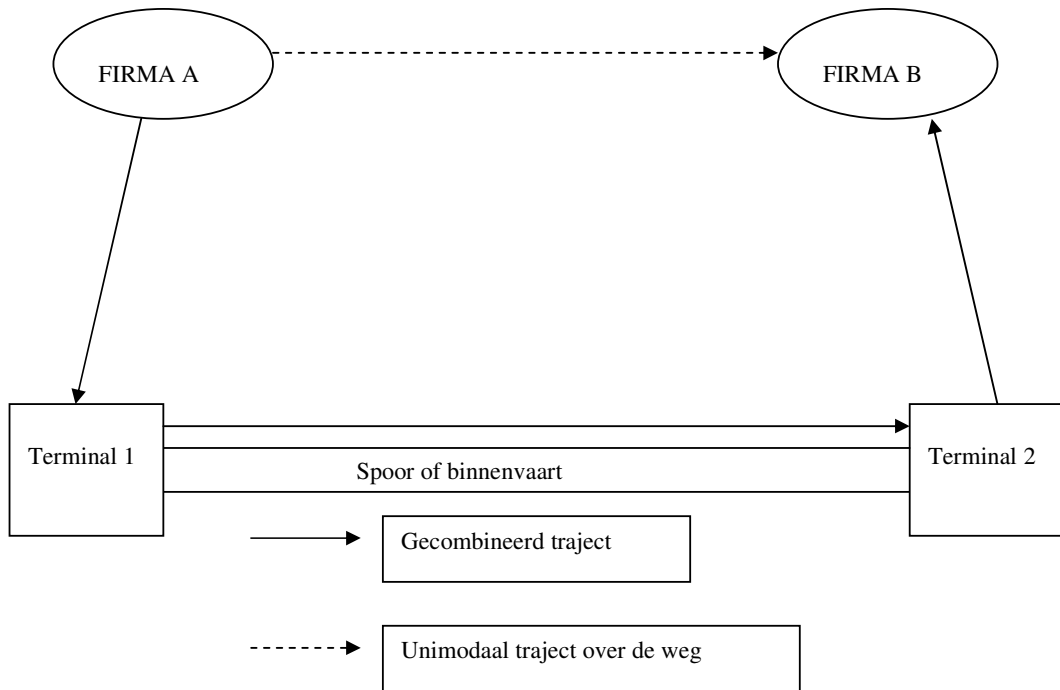 FIRMA A
FIRMA B
Terminal 1
Terminal 2
Spoor of binnenvaart
Gecombineerd traject
Unimodaal traject over de weg